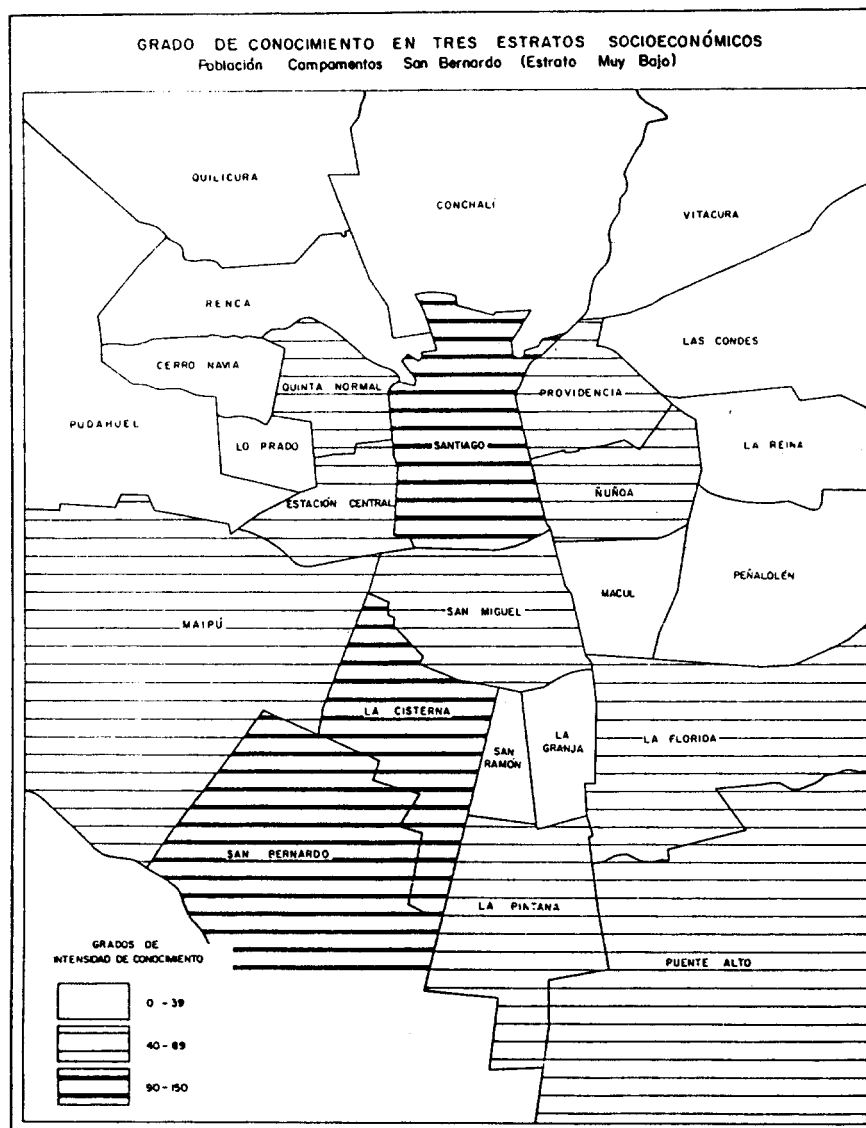 GRADO DE CONOCIMIENTO EN TRES ESTRATOS SOCIOECONÓMICOS
Población Campamentos San Bernardo (Estrato Muy Bajo)
QUILICURA
CONCHALÍ
VITACURA
RENCA
LAS CONDES
CERRO NAVIA
QUINTA NORMAL
PROVIDENCIA
PUDAHUEL
LO PRADO
SANTIAGO
LA REINA
ESTACIÓN CENTRAL
ÑUÑOA
PEÑALOLÉN
MACUL
SAN MIGUEL
MAIPÚ
LA CISTERNA
SAN
RAMÓN
LA
GRANJA
LA FLORIDA
SAN BERNARDO
LA PINTANA
PUENTE ALTO
GRADOS DE
INTENSIDAD DE CONOCIMIENTO
0 - 39
40 - 89
90 - 150